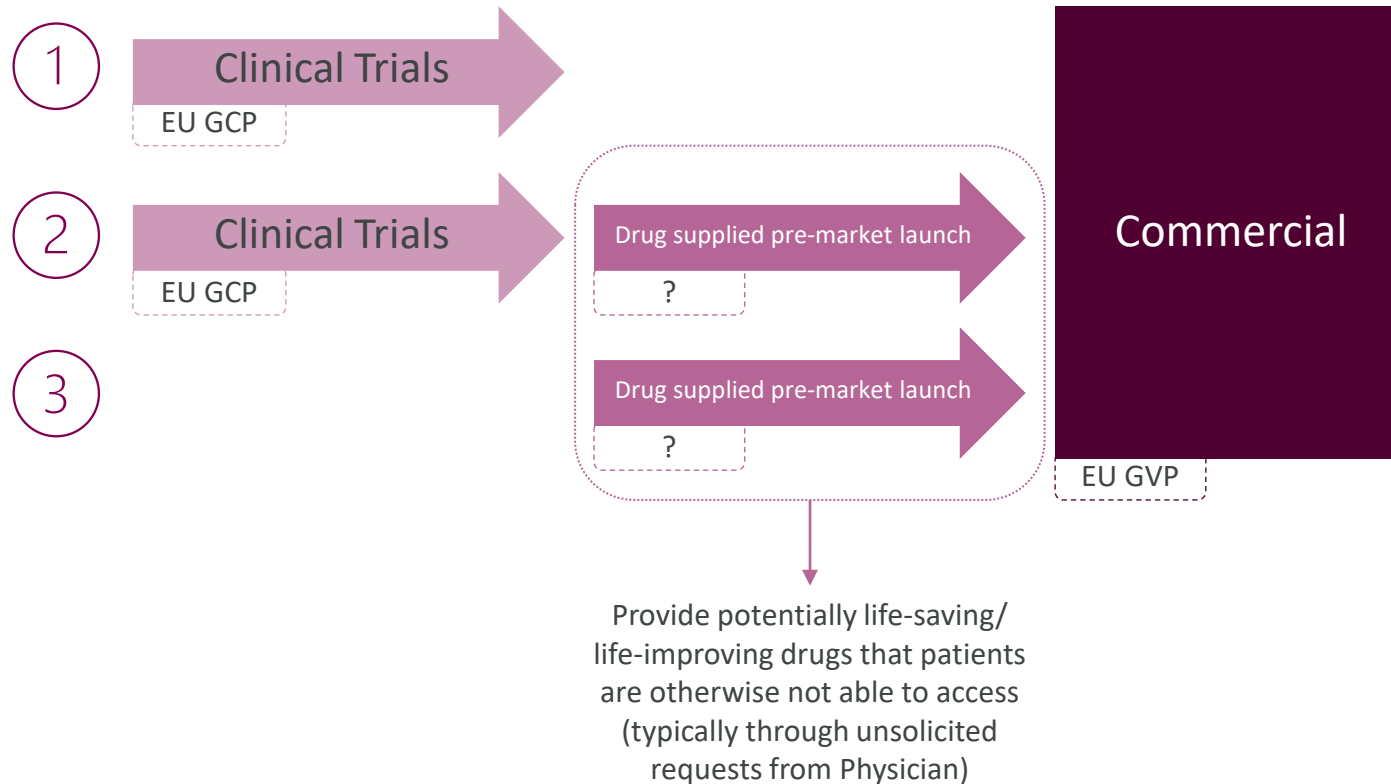 1
Clinical Trials
EU GCP
2
Clinical Trials
EU GCP
Drug supplied pre-market launch
?
Commercial
3
Drug supplied pre-market launch
?
EU GVP
Provide potentially life-saving/
life-improving drugs that patients
are otherwise not able to access
(typically through unsolicited
requests from Physician)